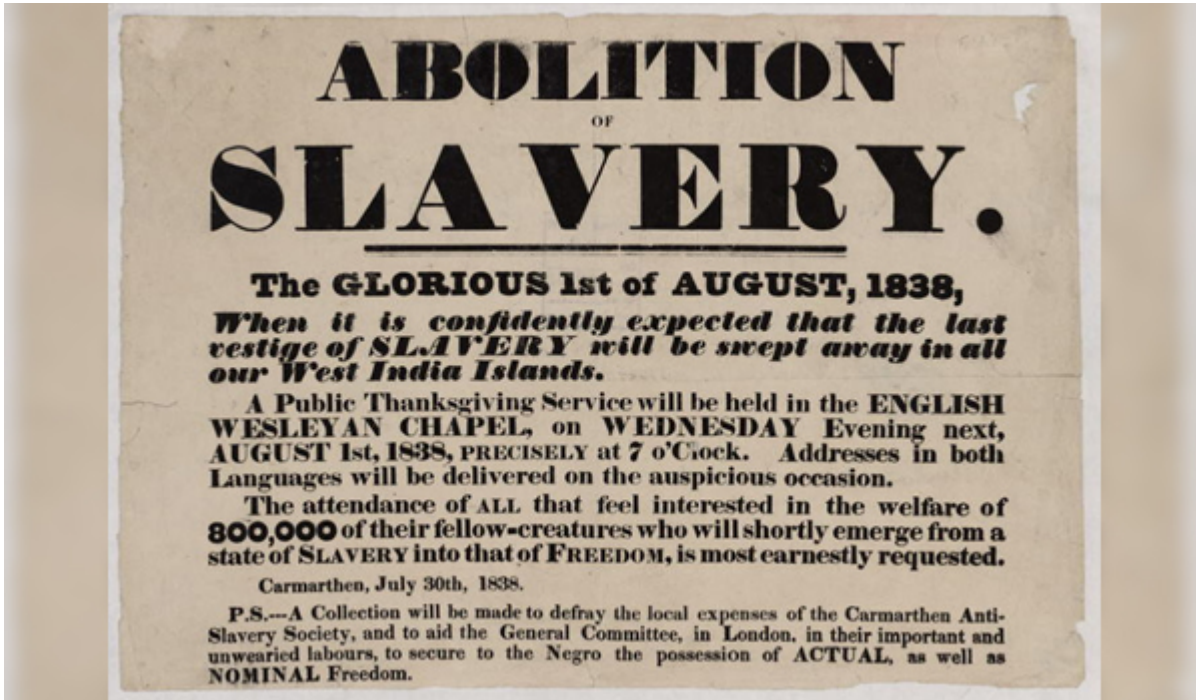 ABOLITION
OF
SLAVERY.
The GLORIOUS 1st of AUGUST, 1838,
When it is confidently expected that the last
vestige of SLAVERY will be swept away in all
our West India Islands.
A Public Thanksgiving Service will be held in the ENGLISH
WESLEYAN CHAPEL, on WEDNESDAY Evening next,
AUGUST 1st, 1838, PRECISELY at 7 o'Clock. Addresses in both
Languages will be delivered on the auspicious occasion.
The attendance of ALL that feel interested in the welfare of
800,000 of their fellow-creatures who will shortly emerge from a
state of SLAVERY into that of FREEDOM, is most earnestly requested.
Carmarthen, July 30th, 1838.
P.S.---A Collection will be made to defray the local expenses of the Carmarthen Anti-
Slavery Society, and to aid the General Committee, in London, in their important and
unwearied labours, to secure to the Negro the possession of ACTUAL, as well as
NOMINAL Freedom.